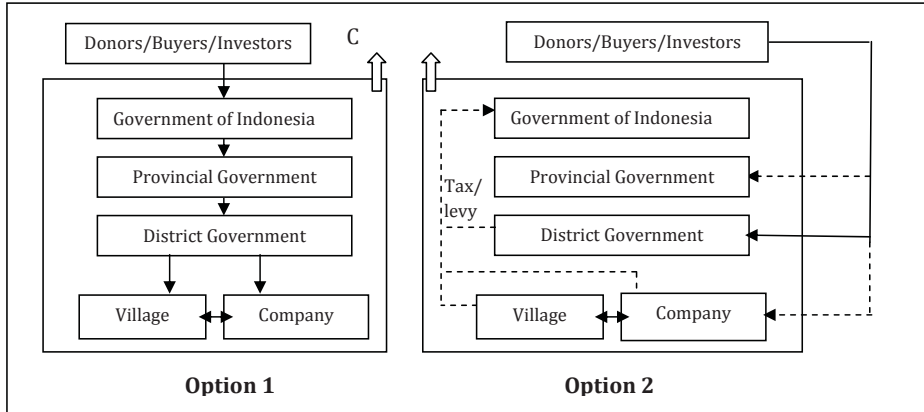 Donors/Buyers/Investors
C
Government of Indonesia
Provincial Government
District Government
Village
Company
Option 1
Donors/Buyers/Investors
Government of Indonesia
Provincial Government
Tax/
levy
District Government
Village
Company
Option 2